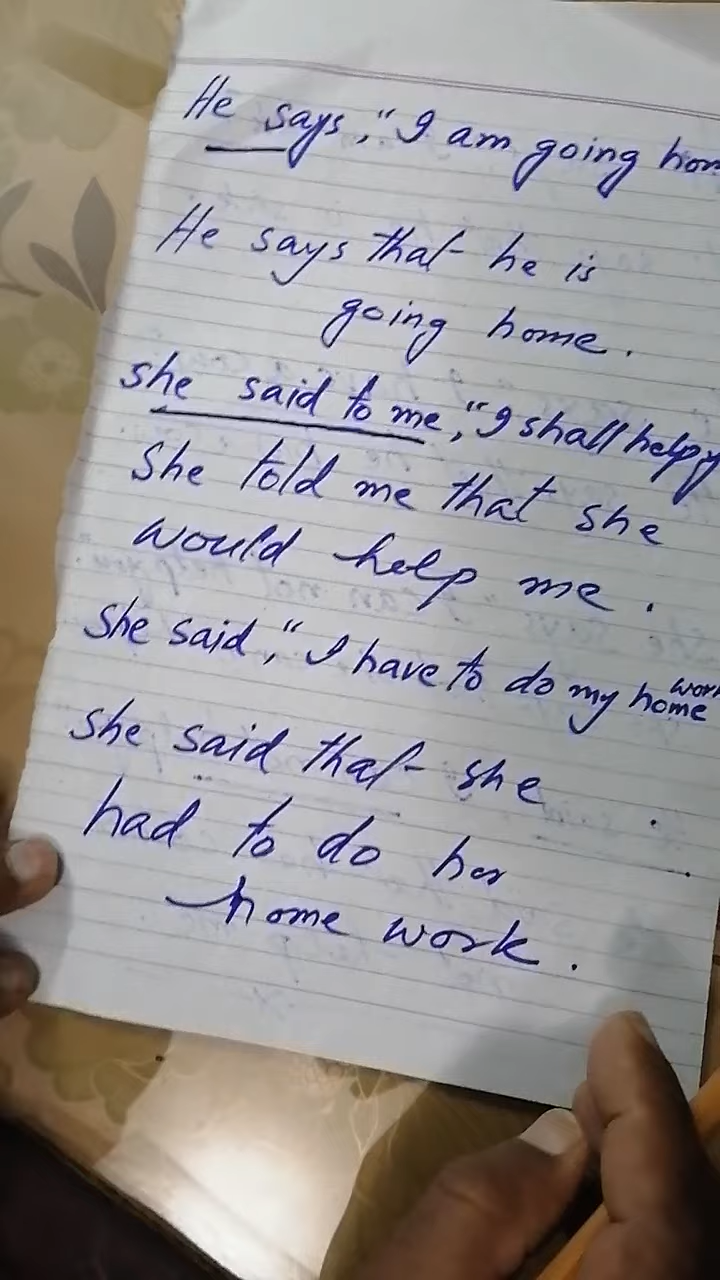 He says, "I am going hom
He says that he is
going home.
she said to me, "I shall help y
She told me that she
would help me.
She said, "I have to do my home work
She said that she
had to do her
home work.